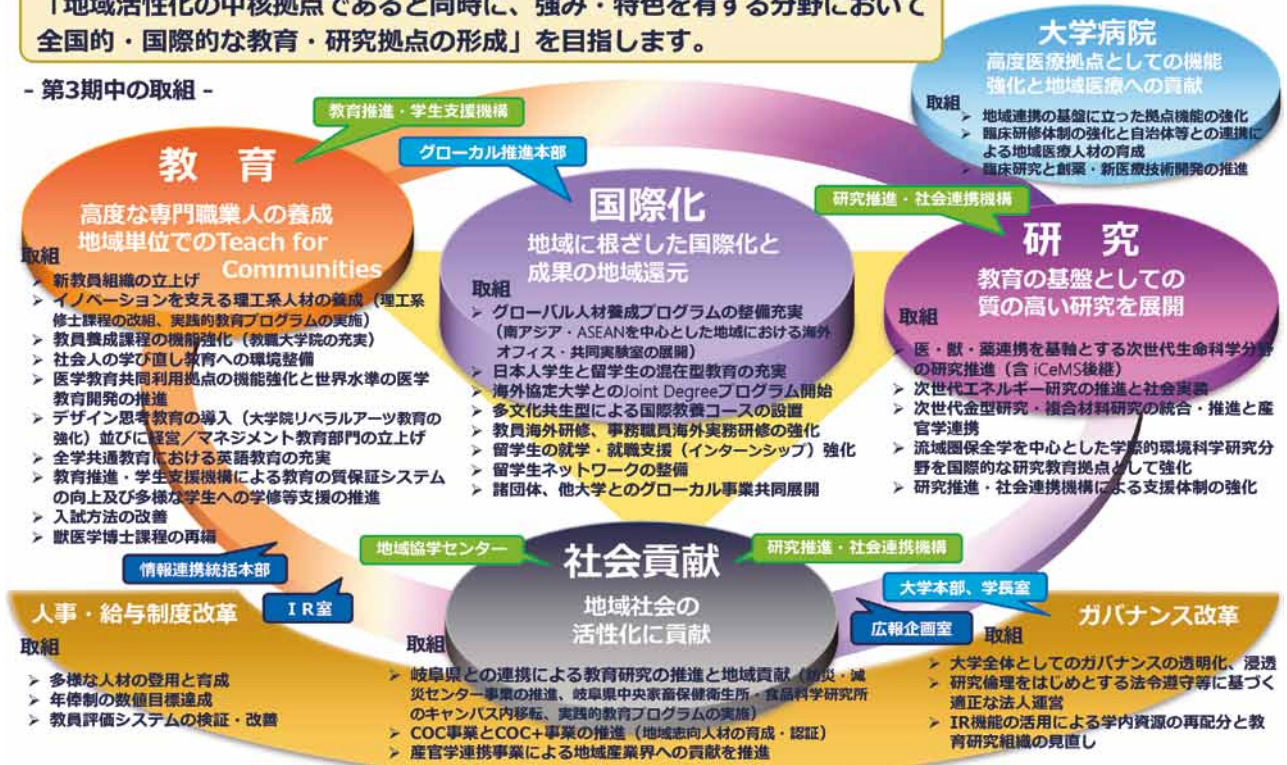 「地域活性化の中核拠点であると同時に、強み・特色を有する分野において
全国的・国際的な教育・研究拠点の形成」を目指します。
- 第3期中の取組 -
教育推進・学生支援機構
グローカル推進本部
大学病院
高度医療拠点としての機能
強化と地域医療への貢献
取組
➢ 地域連携の基盤に立った拠点機能の強化
➢ 臨床研修体制の強化と自治体等との連携に
よる地域医療人材の育成
➢ 臨床研究と創薬・新医療技術開発の推進
教 育
高度な専門職業人の養成
地域単位でのTeach for
Communities
取組
➢ 新教員組織の立上げ
➢ イノベーションを支える理工系人材の養成（理工系
修士課程の改組、実践的教育プログラムの実施）
➢ 教員養成課程の機能強化（教職大学院の充実）
➢ 社会人の学び直し教育への環境整備
➢ 医学教育共同利用拠点の機能強化と世界水準の医学
教育開発の推進
➢ デザイン思考教育の導入（大学院リベラルアーツ教育の
強化）並びに経営／マネジメント教育部門の立上げ
➢ 全学共通教育における英語教育の充実
➢ 教育推進・学生支援機構による教育の質保証システム
の向上及び多様な学生への学修等支援の推進
➢ 入試方法の改善
➢ 獣医学博士課程の再編
国際化
地域に根ざした国際化と
成果の地域還元
取組
➢ グローバル人材養成プログラムの整備充実
（南アジア・ASEANを中心とした地域における海外
オフィス・共同実験室の展開）
➢ 日本人学生と留学生の混在型教育の充実
➢ 海外協定大学とのJoint Degreeプログラム開始
➢ 多文化共生型による国際教養コースの設置
➢ 教員海外研修、事務職員海外実務研修の強化
➢ 留学生の就学・就職支援（インターンシップ）強化
➢ 留学生ネットワークの整備
➢ 諸団体、他大学とのグローカル事業共同展開
研究推進・社会連携機構
研 究
教育の基盤としての
質の高い研究を展開
取組
➢ 医・獣・薬連携を基軸とする次世代生命科学分野
の研究推進（含 iCeMS後継）
➢ 次世代エネルギー研究の推進と社会実装
➢ 次世代金型研究・複合材料研究の統合・推進と産
官学連携
➢ 流域圏保全学を中心とした学際的環境科学研究分
野を国際的な研究教育拠点として強化
➢ 研究推進・社会連携機構による支援体制の強化
情報連携統括本部
ＩＲ室
地域協学センター
研究推進・社会連携機構
大学本部、学長室
広報企画室
人事・給与制度改革
取組
➢ 多様な人材の登用と育成
➢ 年俸制の数値目標達成
➢ 教員評価システムの検証・改善
社会貢献
地域社会の
活性化に貢献
取組
➢ 岐阜県との連携による教育研究の推進と地域貢献（防災・減
災センター事業の推進、岐阜県中央家畜保健衛生所・食品科学研究所
のキャンパス内移転、実践的教育プログラムの実施）
➢ COC事業とCOC+事業の推進（地域志向人材の育成・認証）
➢ 産官学連携事業による地域産業界への貢献を推進
ガバナンス改革
取組
➢ 大学全体としてのガバナンスの透明化、浸透
➢ 研究倫理をはじめとする法令遵守等に基づく
適正な法人運営
➢ IR機能の活用による学内資源の再配分と教
育研究組織の見直し